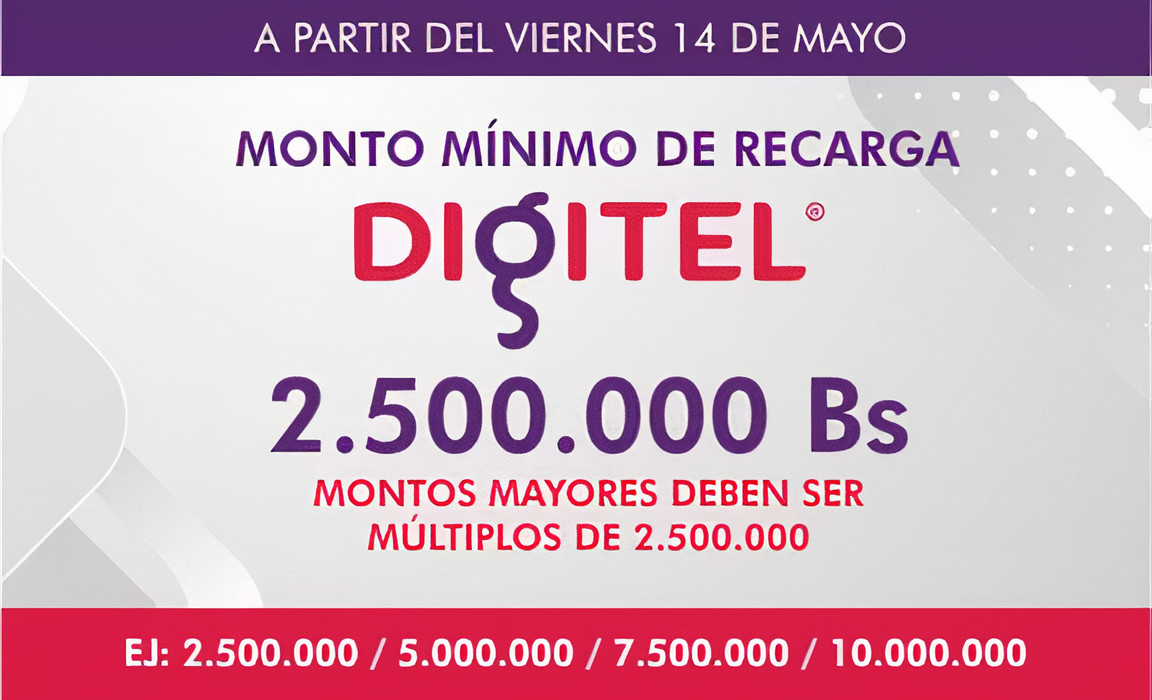 A PARTIR DEL VIERNES 14 DE MAYO
MONTO MÍNIMO DE RECARGA
DIgITEL®
2.500.000 Bs
MONTOS MAYORES DEBEN SER
MÚLTIPLOS DE 2.500.000
EJ: 2.500.000 / 5.000.000 / 7.500.000 / 10.000.000